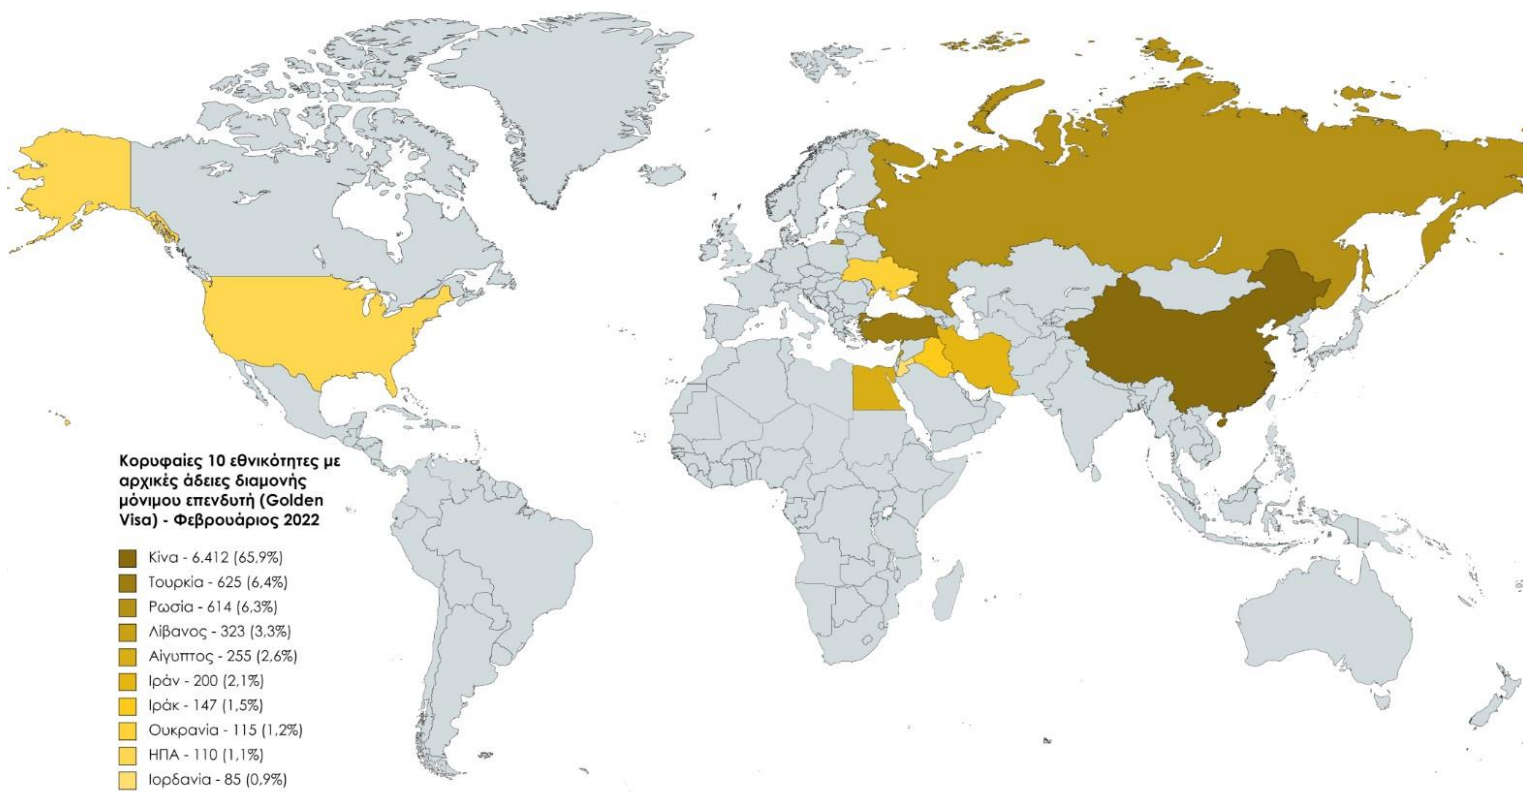 Κορυφαίες 10 εθνικότητες με
αρχικές άδειες διαμονής
μόνιμου επενδυτή (Golden
Visa) - Φεβρουάριος 2022
Κίνα - 6.412 (65,9%)
Τουρκία - 625 (6,4%)
Ρωσία - 614 (6,3%)
Λίβανος - 323 (3,3%)
Αίγυπτος - 255 (2,6%)
Ιράν - 200 (2,1%)
Ιράκ - 147 (1,5%)
Ουκρανία - 115 (1,2%)
ΗΠΑ - 110 (1,1%)
Ιορδανία - 85 (0,9%)